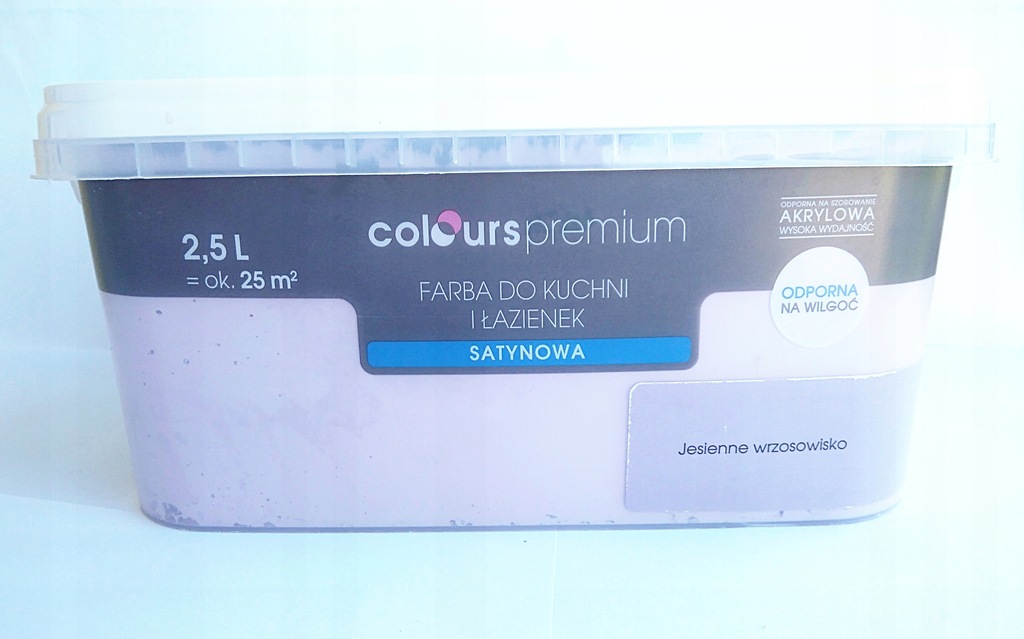 colourspremium
2,5 L
= ok. 25 m²
FARBA DO KUCHNI
I ŁAZIENEK
SATYNOWA
ODPORNA NA SZOROWANIE
AKRYLOWA
WYSOKA WYDAJNOŚĆ
ODPORNA
NA WILGOĆ
Jesienne wrzosowisko